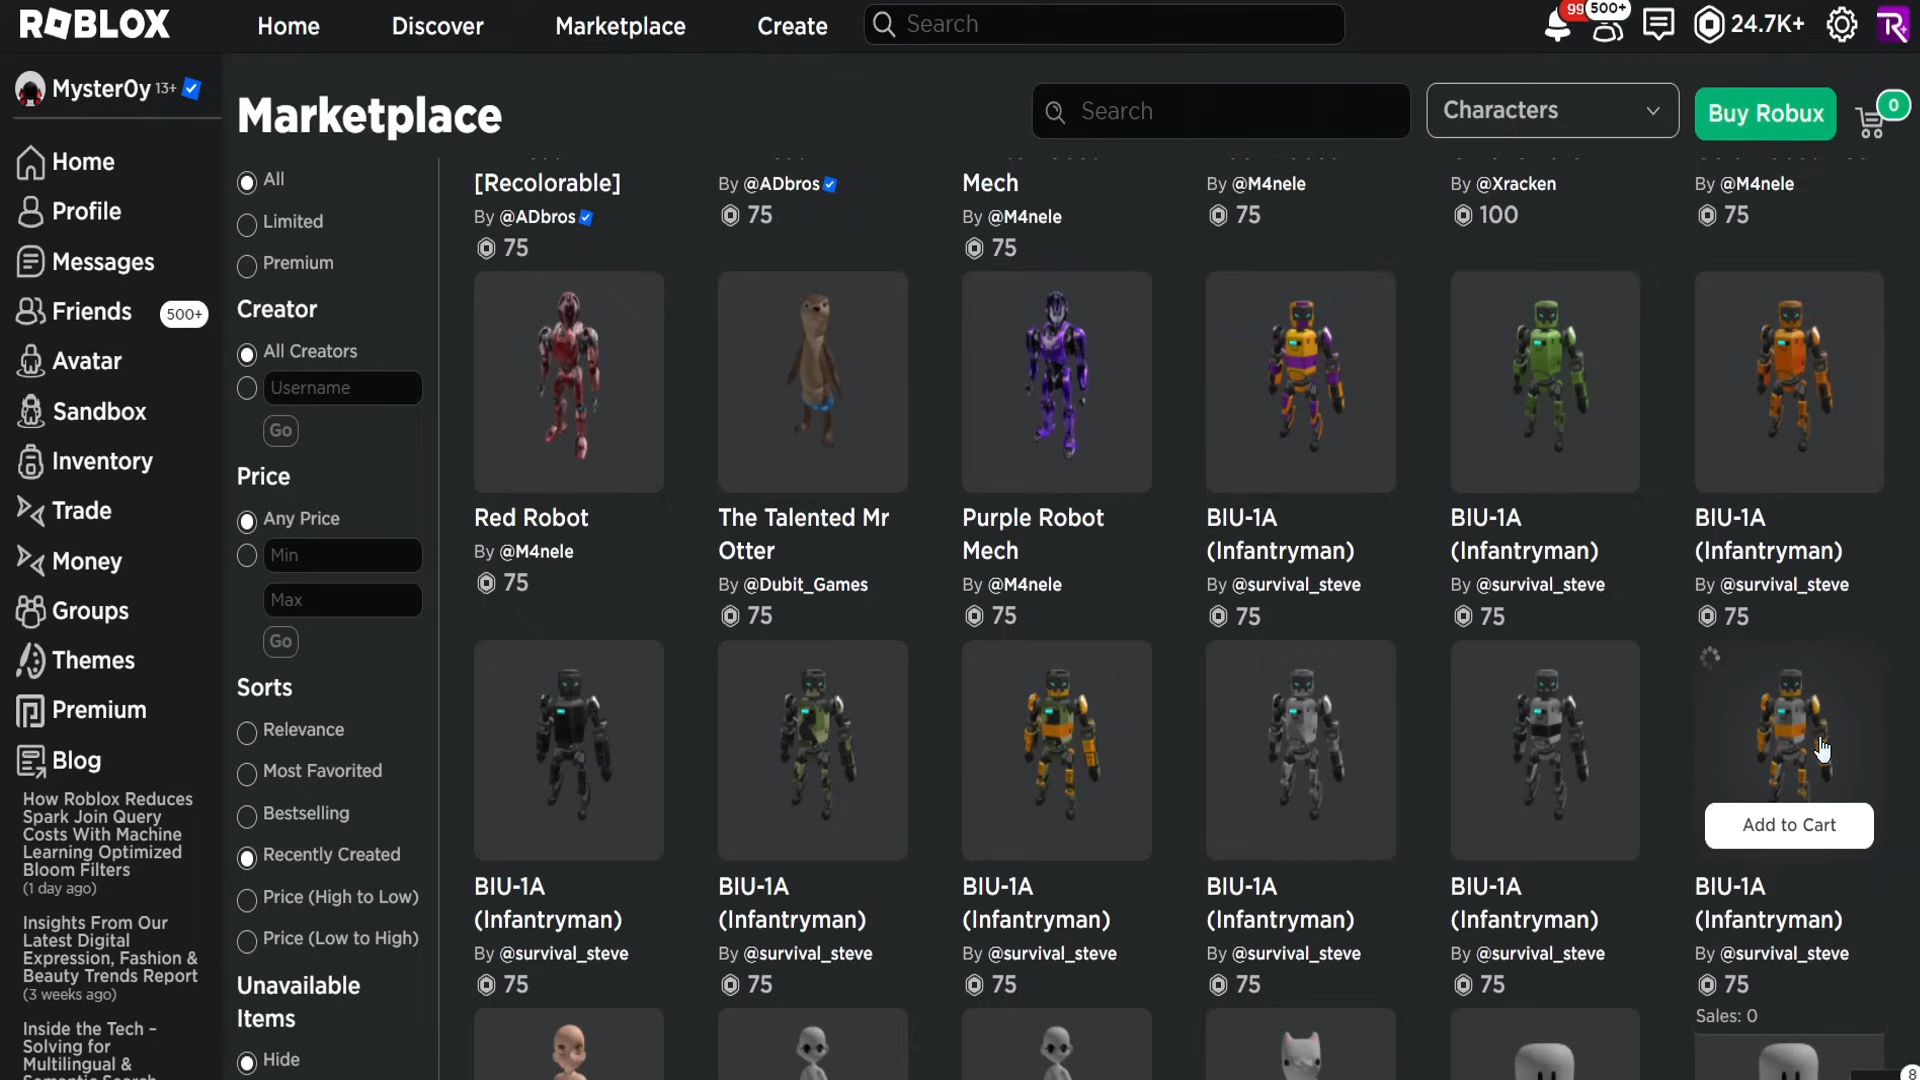 ROBLOX
Home
Discover
Marketplace
Create
Search
99
500+
24.7K+
MysterOy 13+
Home
Profile
Messages
Friends 500+
Avatar
Sandbox
Inventory
Trade
Money
Groups
Themes
Premium
Blog
How Roblox Reduces
Spark Join Query
Costs With Machine
Learning Optimized
Bloom Filters
(1 day ago)
Insights From Our
Latest Digital
Expression, Fashion &
Beauty Trends Report
(3 weeks ago)
Inside the Tech –
Solving for
Multilingual &
Marketplace
Search
Characters
Buy Robux
0
All
Limited
Premium
Creator
All Creators
Username
Go
Price
Any Price
Min
Max
Go
Sorts
Relevance
Most Favorited
Bestselling
Recently Created
Price (High to Low)
Price (Low to High)
Unavailable
Items
Hide
[Recolorable]
By @ADbros
75
By @ADbros
75
Mech
By @M4nele
75
By @M4nele
75
By @Xracken
100
By @M4nele
75
Red Robot
By @M4nele
75
The Talented Mr
Otter
By @Dubit_Games
75
Purple Robot
Mech
By @M4nele
75
BIU-1A
(Infantryman)
By @survival_steve
75
BIU-1A
(Infantryman)
By @survival_steve
75
BIU-1A
(Infantryman)
By @survival_steve
75
BIU-1A
(Infantryman)
By @survival_steve
75
BIU-1A
(Infantryman)
By @survival_steve
75
BIU-1A
(Infantryman)
By @survival_steve
75
BIU-1A
(Infantryman)
By @survival_steve
75
BIU-1A
(Infantryman)
By @survival_steve
75
Add to Cart
BIU-1A
(Infantryman)
By @survival_steve
75
Sales: 0
8